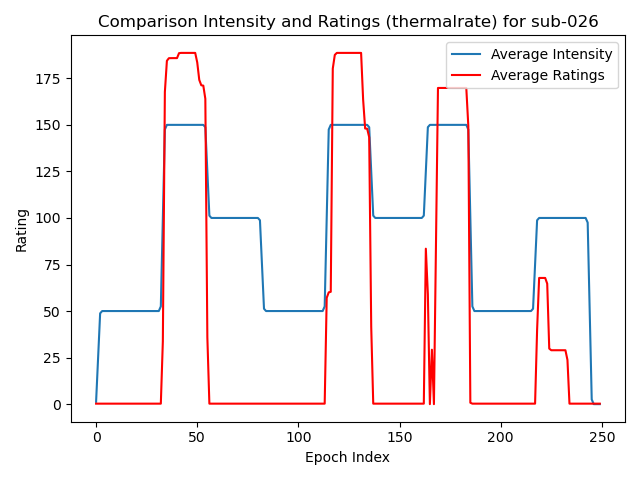 Comparison Intensity and Ratings (thermalrate) for sub-026
Average Intensity
Average Ratings
Rating
175
150
125
100
75
50
25
0
0 50 100 150 200 250
Epoch Index